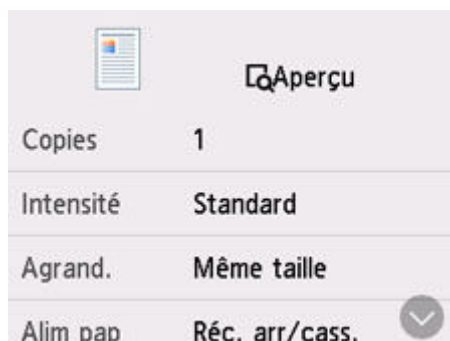 Aperçu
Copies 1
Intensité Standard
Agrand. Même taille
Alim pap Réc. arr/cass.